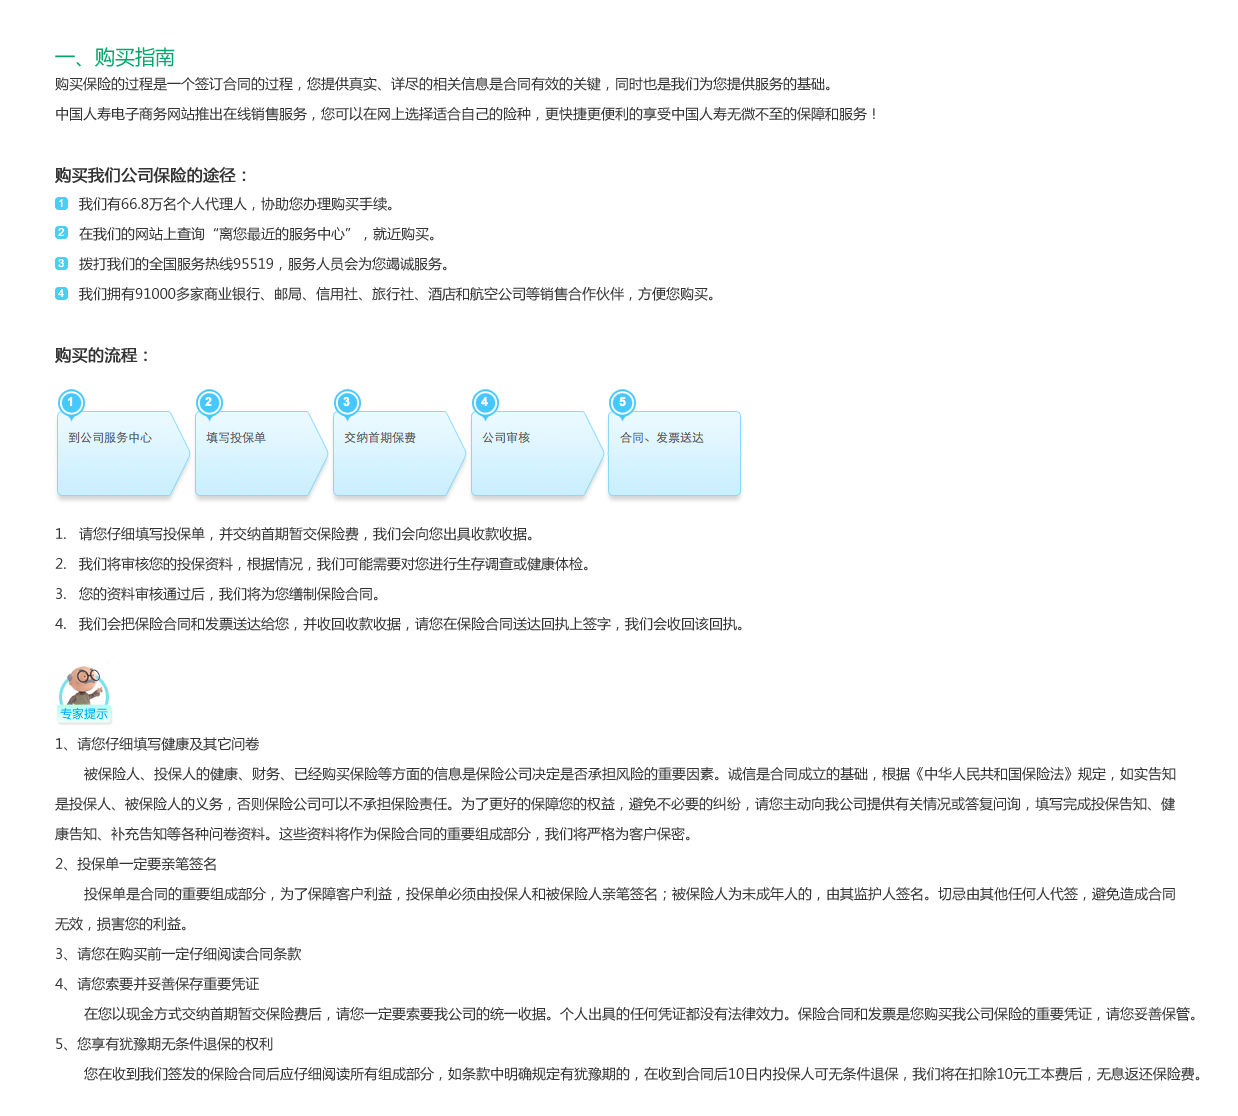 一、购买指南
购买保险的过程是一个签订合同的过程，您提供真实、详尽的相关信息是合同有效的关键，同时也是我们为您提供服务的基础。
中国人寿电子商务网站推出在线销售服务，您可以在网上选择适合自己的险种，更快捷更便利的享受中国人寿无微不至的保障和服务！
购买我们公司保险的途径：
1 我们有66.8万名个人代理人，协助您办理购买手续。
2 在我们的网站上查询“离您最近的服务中心”，就近购买。
3 拨打我们的全国服务热线95519，服务人员会为您竭诚服务。
4 我们拥有91000多家商业银行、邮局、信用社、旅行社、酒店和航空公司等销售合作伙伴，方便您购买。
购买的流程：
1 2 3 4 5
到公司服务中心 填写投保单 交纳首期保费 公司审核 合同、发票送达
1. 请您仔细填写投保单，并交纳首期暂交保险费，我们会向您出具收款收据。
2. 我们将审核您的投保资料，根据情况，我们可能需要对您进行生存调查或健康体检。
3. 您的资料审核通过后，我们将为您缮制保险合同。
4. 我们会把保险合同和发票送达给您，并收回收款收据，请您在保险合同送达回执上签字，我们会收回该回执。
专家提示
1、请您仔细填写健康及其它问卷
被保险人、投保人的健康、财务、已经购买保险等方面的信息是保险公司决定是否承担风险的重要因素。诚信是合同成立的基础，根据《中华人民共和国保险法》规定，如实告知
是投保人、被保险人的义务，否则保险公司可以不承担保险责任。为了更好的保障您的权益，避免不必要的纠纷，请您主动向我公司提供有关情况或答复问询，填写完成投保告知、健
康告知、补充告知等各种问卷资料。这些资料将作为保险合同的重要组成部分，我们将严格为客户保密。
2、投保单一定要亲笔签名
投保单是合同的重要组成部分，为了保障客户利益，投保单必须由投保人和被保险人亲笔签名；被保险人为未成年人的，由其监护人签名。切忌由其他任何人代签，避免造成合同
无效，损害您的利益。
3、请您在购买前一定仔细阅读合同条款
4、请您索要并妥善保存重要凭证
在您以现金方式交纳首期暂交保险费后，请您一定要索要我公司的统一收据。个人出具的任何凭证都没有法律效力。保险合同和发票是您购买我公司保险的重要凭证，请您妥善保管。
5、您享有犹豫期无条件退保的权利
您在收到我们签发的保险合同后应仔细阅读所有组成部分，如条款中明确规定有犹豫期的，在收到合同后10日内投保人可无条件退保，我们将在扣除10元工本费后，无息返还保险费。